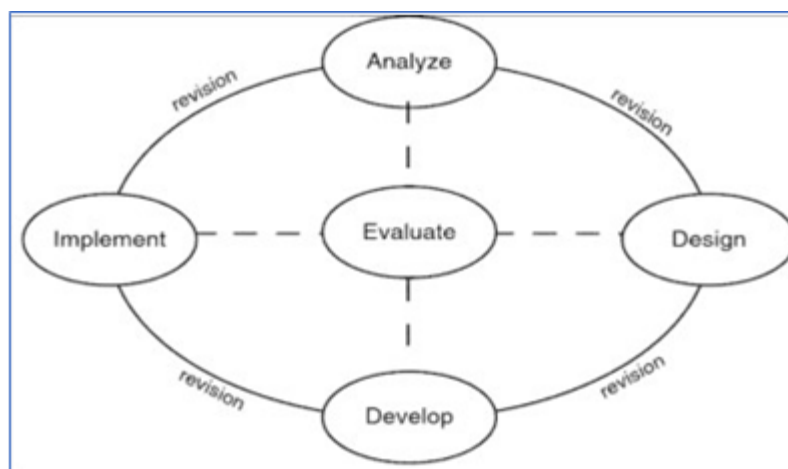 Analyze
revision
revision
Implement
Evaluate
Design
revision
revision
Develop